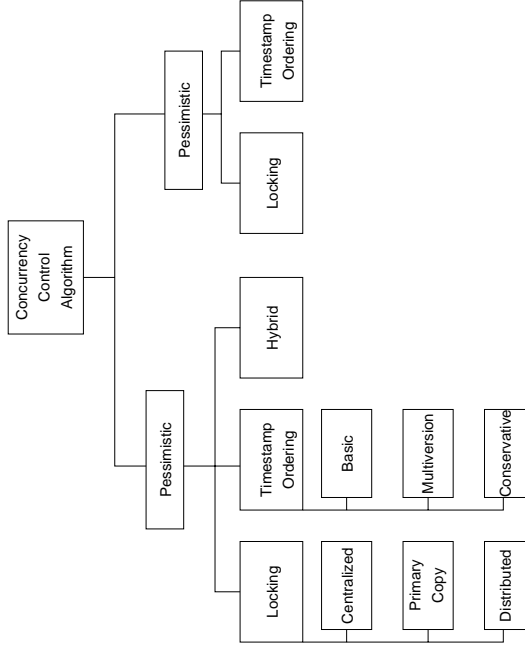 Concurrency
Control
Algorithm
Pessimistic
Pessimistic
Locking
Timestamp
Ordering
Hybrid
Locking
Timestamp
Ordering
Centralized
Basic
Primary
Copy
Multiversion
Distributed
Conservative